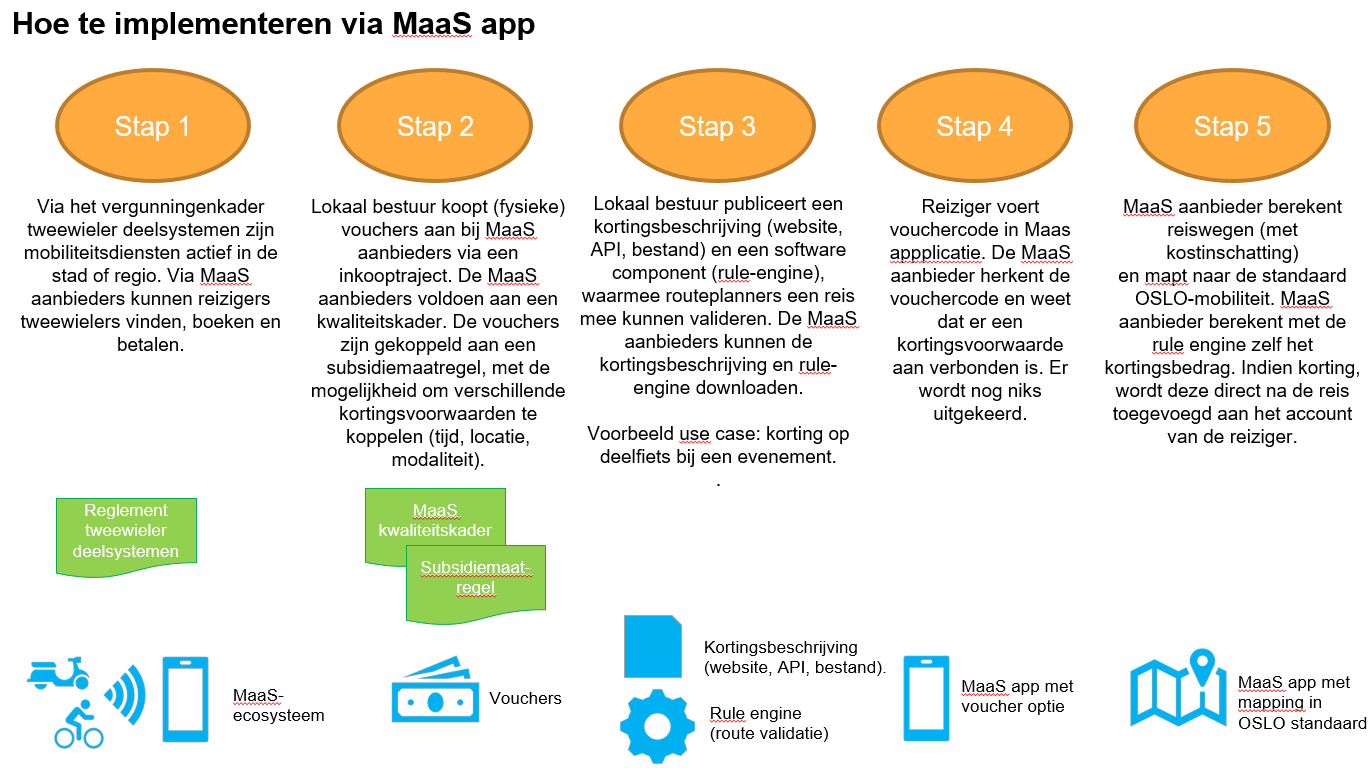 Hoe te implementeren via MaaS app
Stap 1
Stap 2
Stap 3
Stap 4
Stap 5
Via het vergunningenkader
tweewieler deelsystemen zijn
mobiliteitsdiensten actief in de
stad of regio. Via MaaS
aanbieders kunnen reizigers
tweewielers vinden, boeken en
betalen.
Lokaal bestuur koopt (fysieke)
vouchers aan bij MaaS
aanbieders via een
inkooptraject. De MaaS
aanbieders voldoen aan een
kwaliteitskader. De vouchers
zijn gekoppeld aan een
subsidiemaatregel, met de
mogelijkheid om verschillende
kortingsvoorwaarden te
koppelen (tijd, locatie,
modaliteit).
Lokaal bestuur publiceert een
kortingsbeschrijving (website,
API, bestand) en een software
component (rule-engine),
waarmee routeplanners een reis
mee kunnen valideren. De MaaS
aanbieders kunnen de
kortingsbeschrijving en rule-
engine downloaden.
Voorbeeld use case: korting op
deelfiets bij een evenement.
.
Reiziger voert
vouchercode in Maas
appplicatie. De MaaS
aanbieder herkent de
vouchercode en weet
dat er een
kortingsvoorwaarde
aan verbonden is. Er
wordt nog niks
uitgekeerd.
MaaS aanbieder berekent
reiswegen (met
kostinschatting)
en mapt naar de standaard
OSLO-mobiliteit. MaaS
aanbieder berekent met de
rule engine zelf het
kortingsbedrag. Indien korting,
wordt deze direct na de reis
toegevoegd aan het account
van de reiziger.
Reglement
tweewieler
deelsystemen
MaaS
kwaliteitskader
Subsidiemaat-
regel
MaaS-
ecosysteem
Vouchers
Kortingsbeschrijving
(website, API, bestand).
Rule engine
(route validatie)
MaaS app met
voucher optie
MaaS app met
mapping in
OSLO standaard